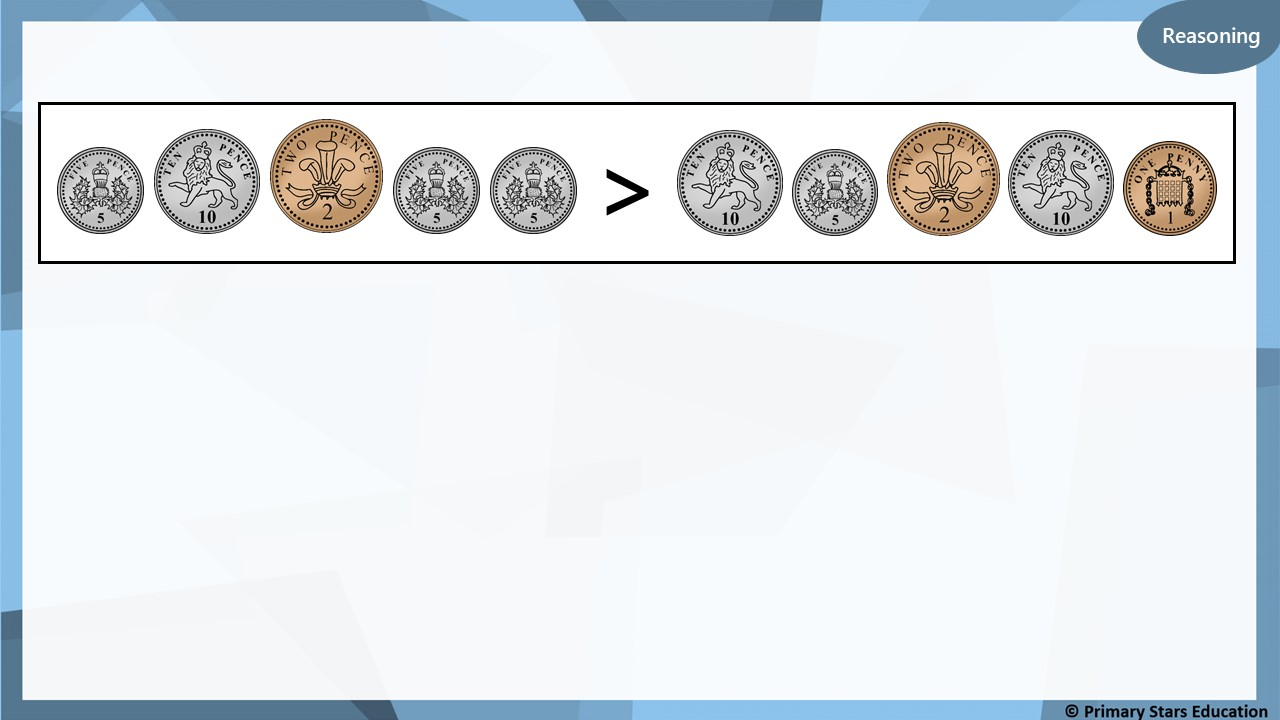 Reasoning
FIVE PENCE 5
TEN PENCE 10
TWO PENCE 2
FIVE PENCE 5
FIVE PENCE 5
>
TEN PENCE 10
FIVE PENCE 5
TWO PENCE 2
TEN PENCE 10
ONE PENNY 1
© Primary Stars Education